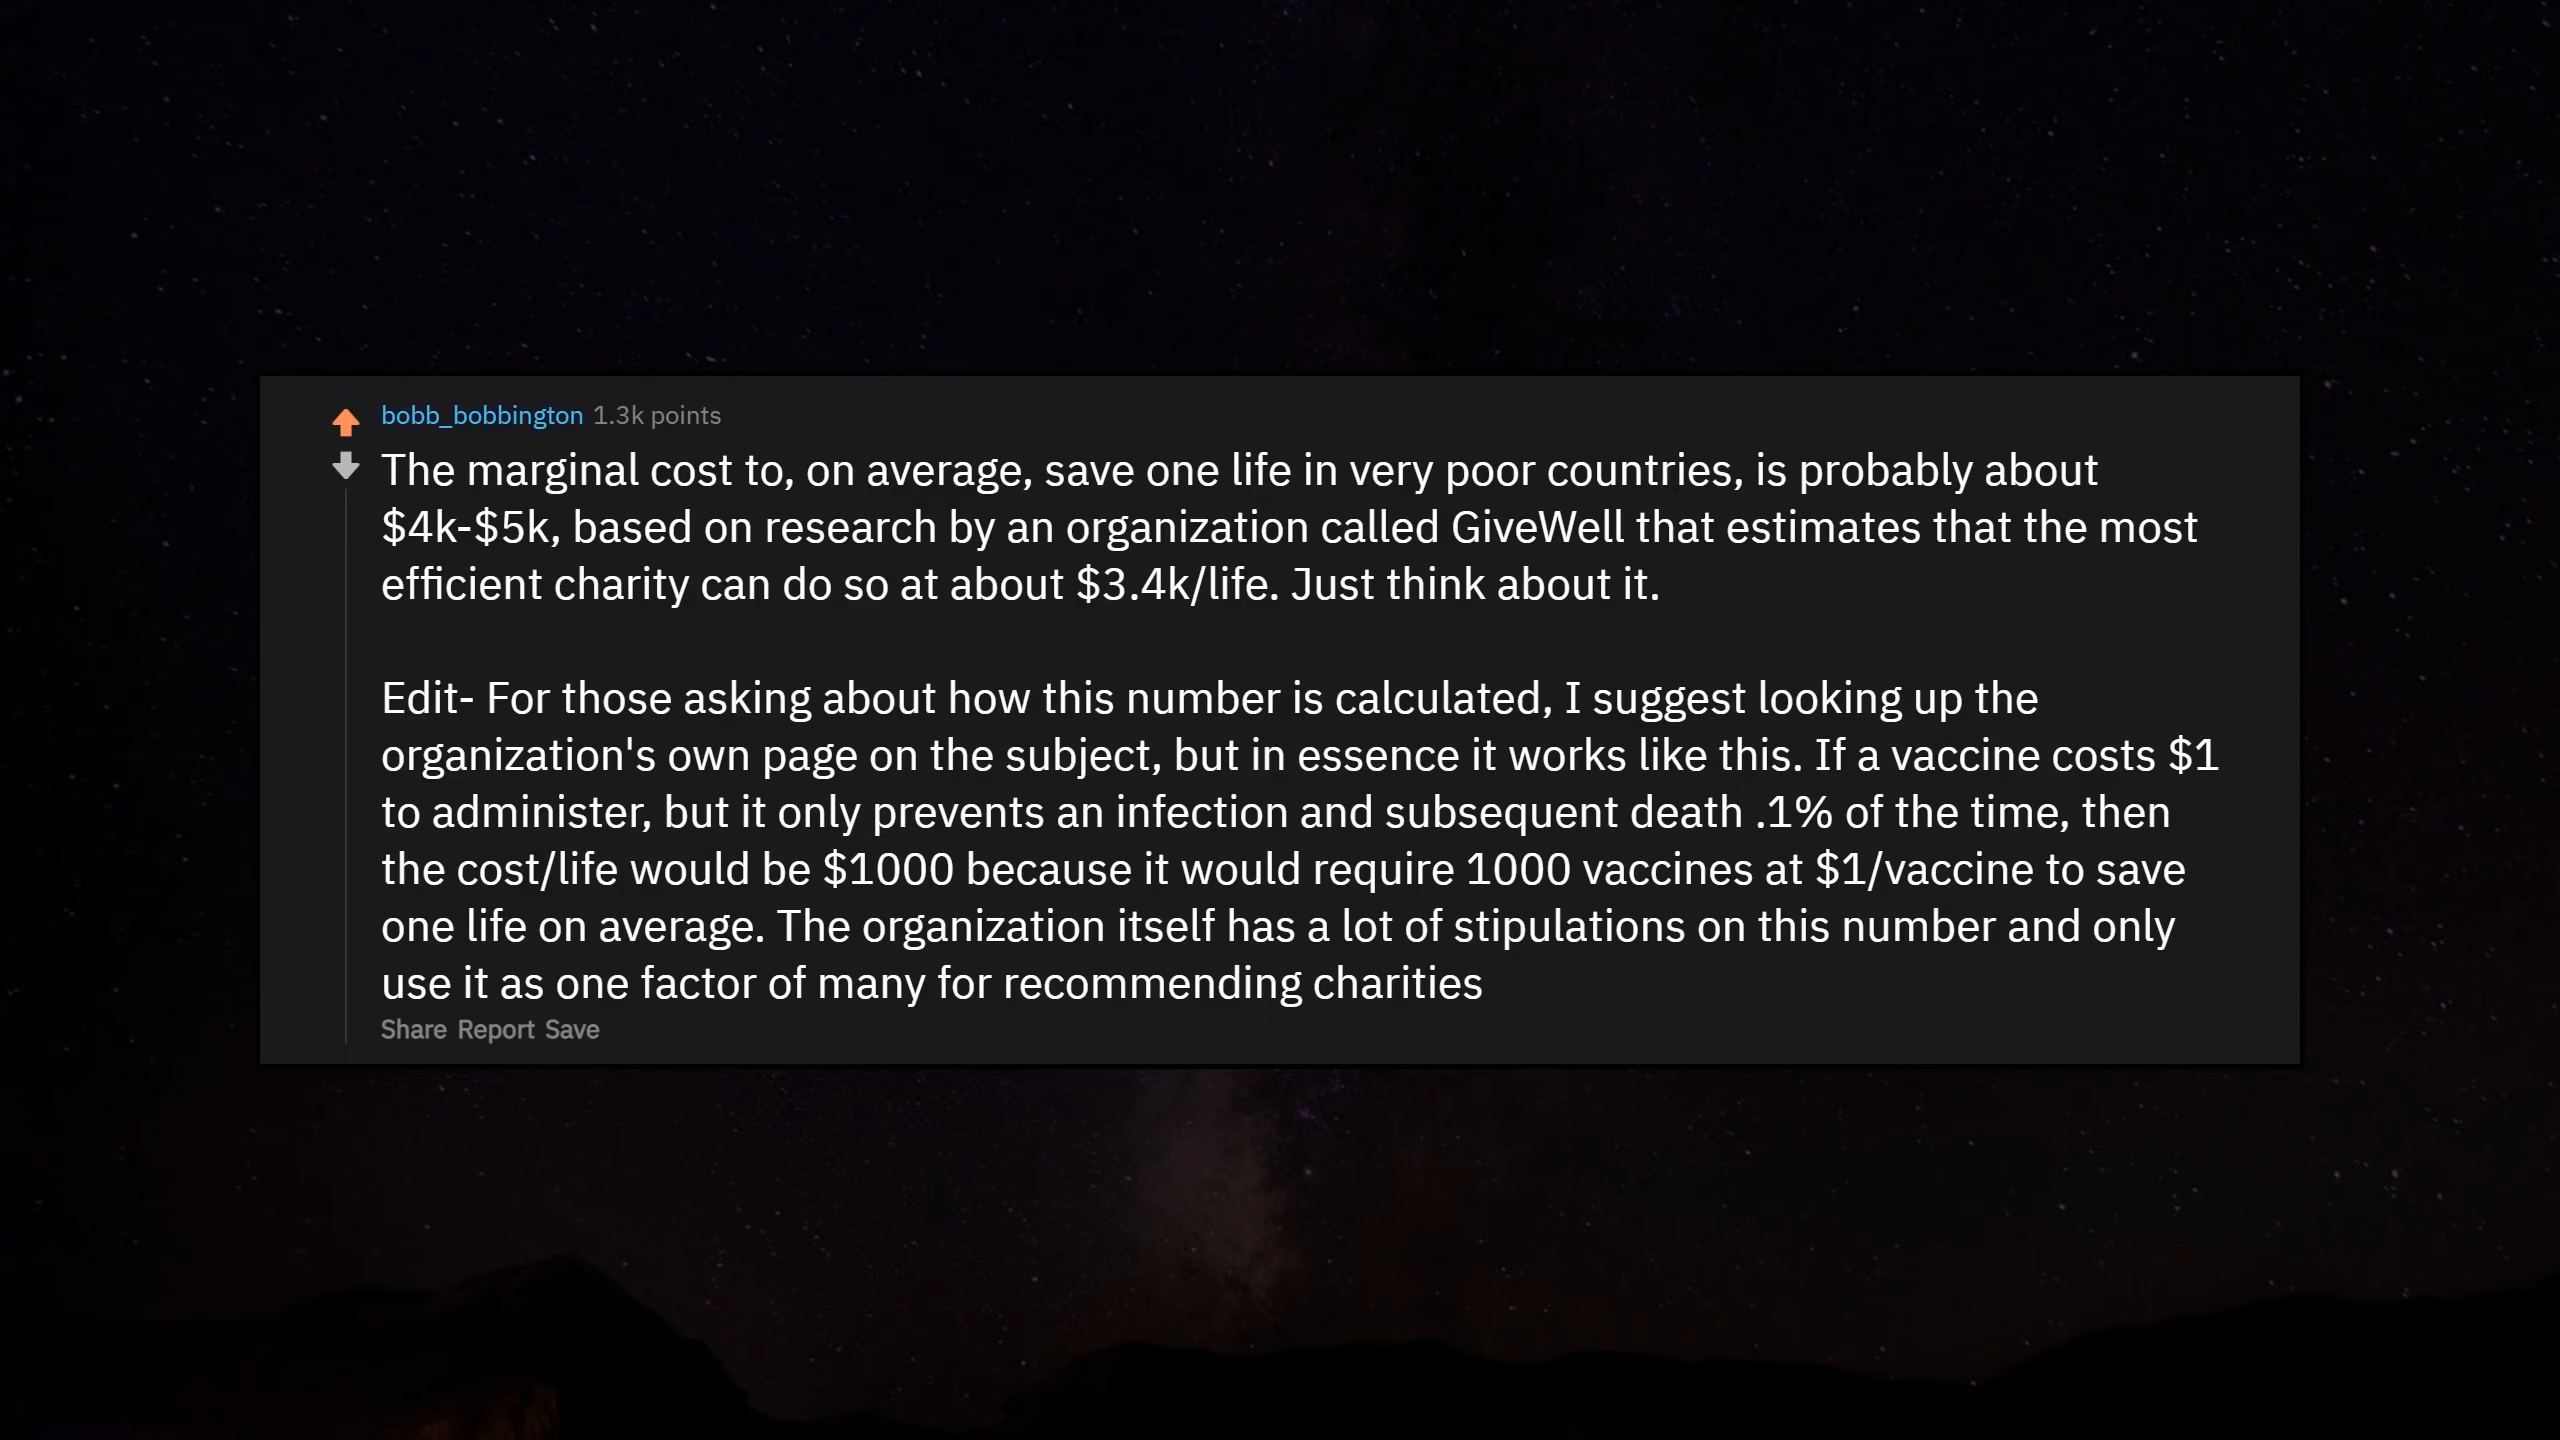 bobb_bobbington 1.3k points
The marginal cost to, on average, save one life in very poor countries, is probably about
$4k-$5k, based on research by an organization called GiveWell that estimates that the most
efficient charity can do so at about $3.4k/life. Just think about it.
Edit- For those asking about how this number is calculated, I suggest looking up the
organization's own page on the subject, but in essence it works like this. If a vaccine costs $1
to administer, but it only prevents an infection and subsequent death .1% of the time, then
the cost/life would be $1000 because it would require 1000 vaccines at $1/vaccine to save
one life on average. The organization itself has a lot of stipulations on this number and only
use it as one factor of many for recommending charities
Share Report Save